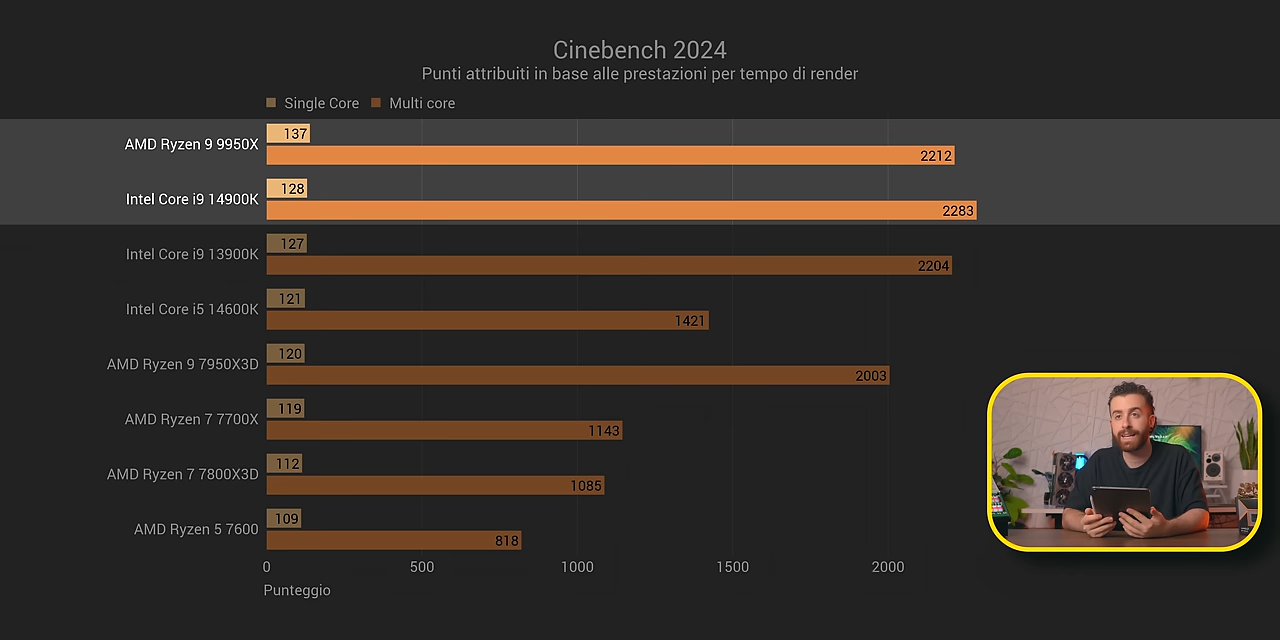 Cinebench 2024
Punti attribuiti in base alle prestazioni per tempo di render
Single Core Multi core
AMD Ryzen 9 9950X 137 2212
Intel Core i9 14900K 128 2283
Intel Core i9 13900K 127 2204
Intel Core i5 14600K 121 1421
AMD Ryzen 9 7950X3D 120 2003
AMD Ryzen 7 7700X 119 1143
AMD Ryzen 7 7800X3D 112 1085
AMD Ryzen 5 7600 109 818
0 500 1000 1500 2000
Punteggio